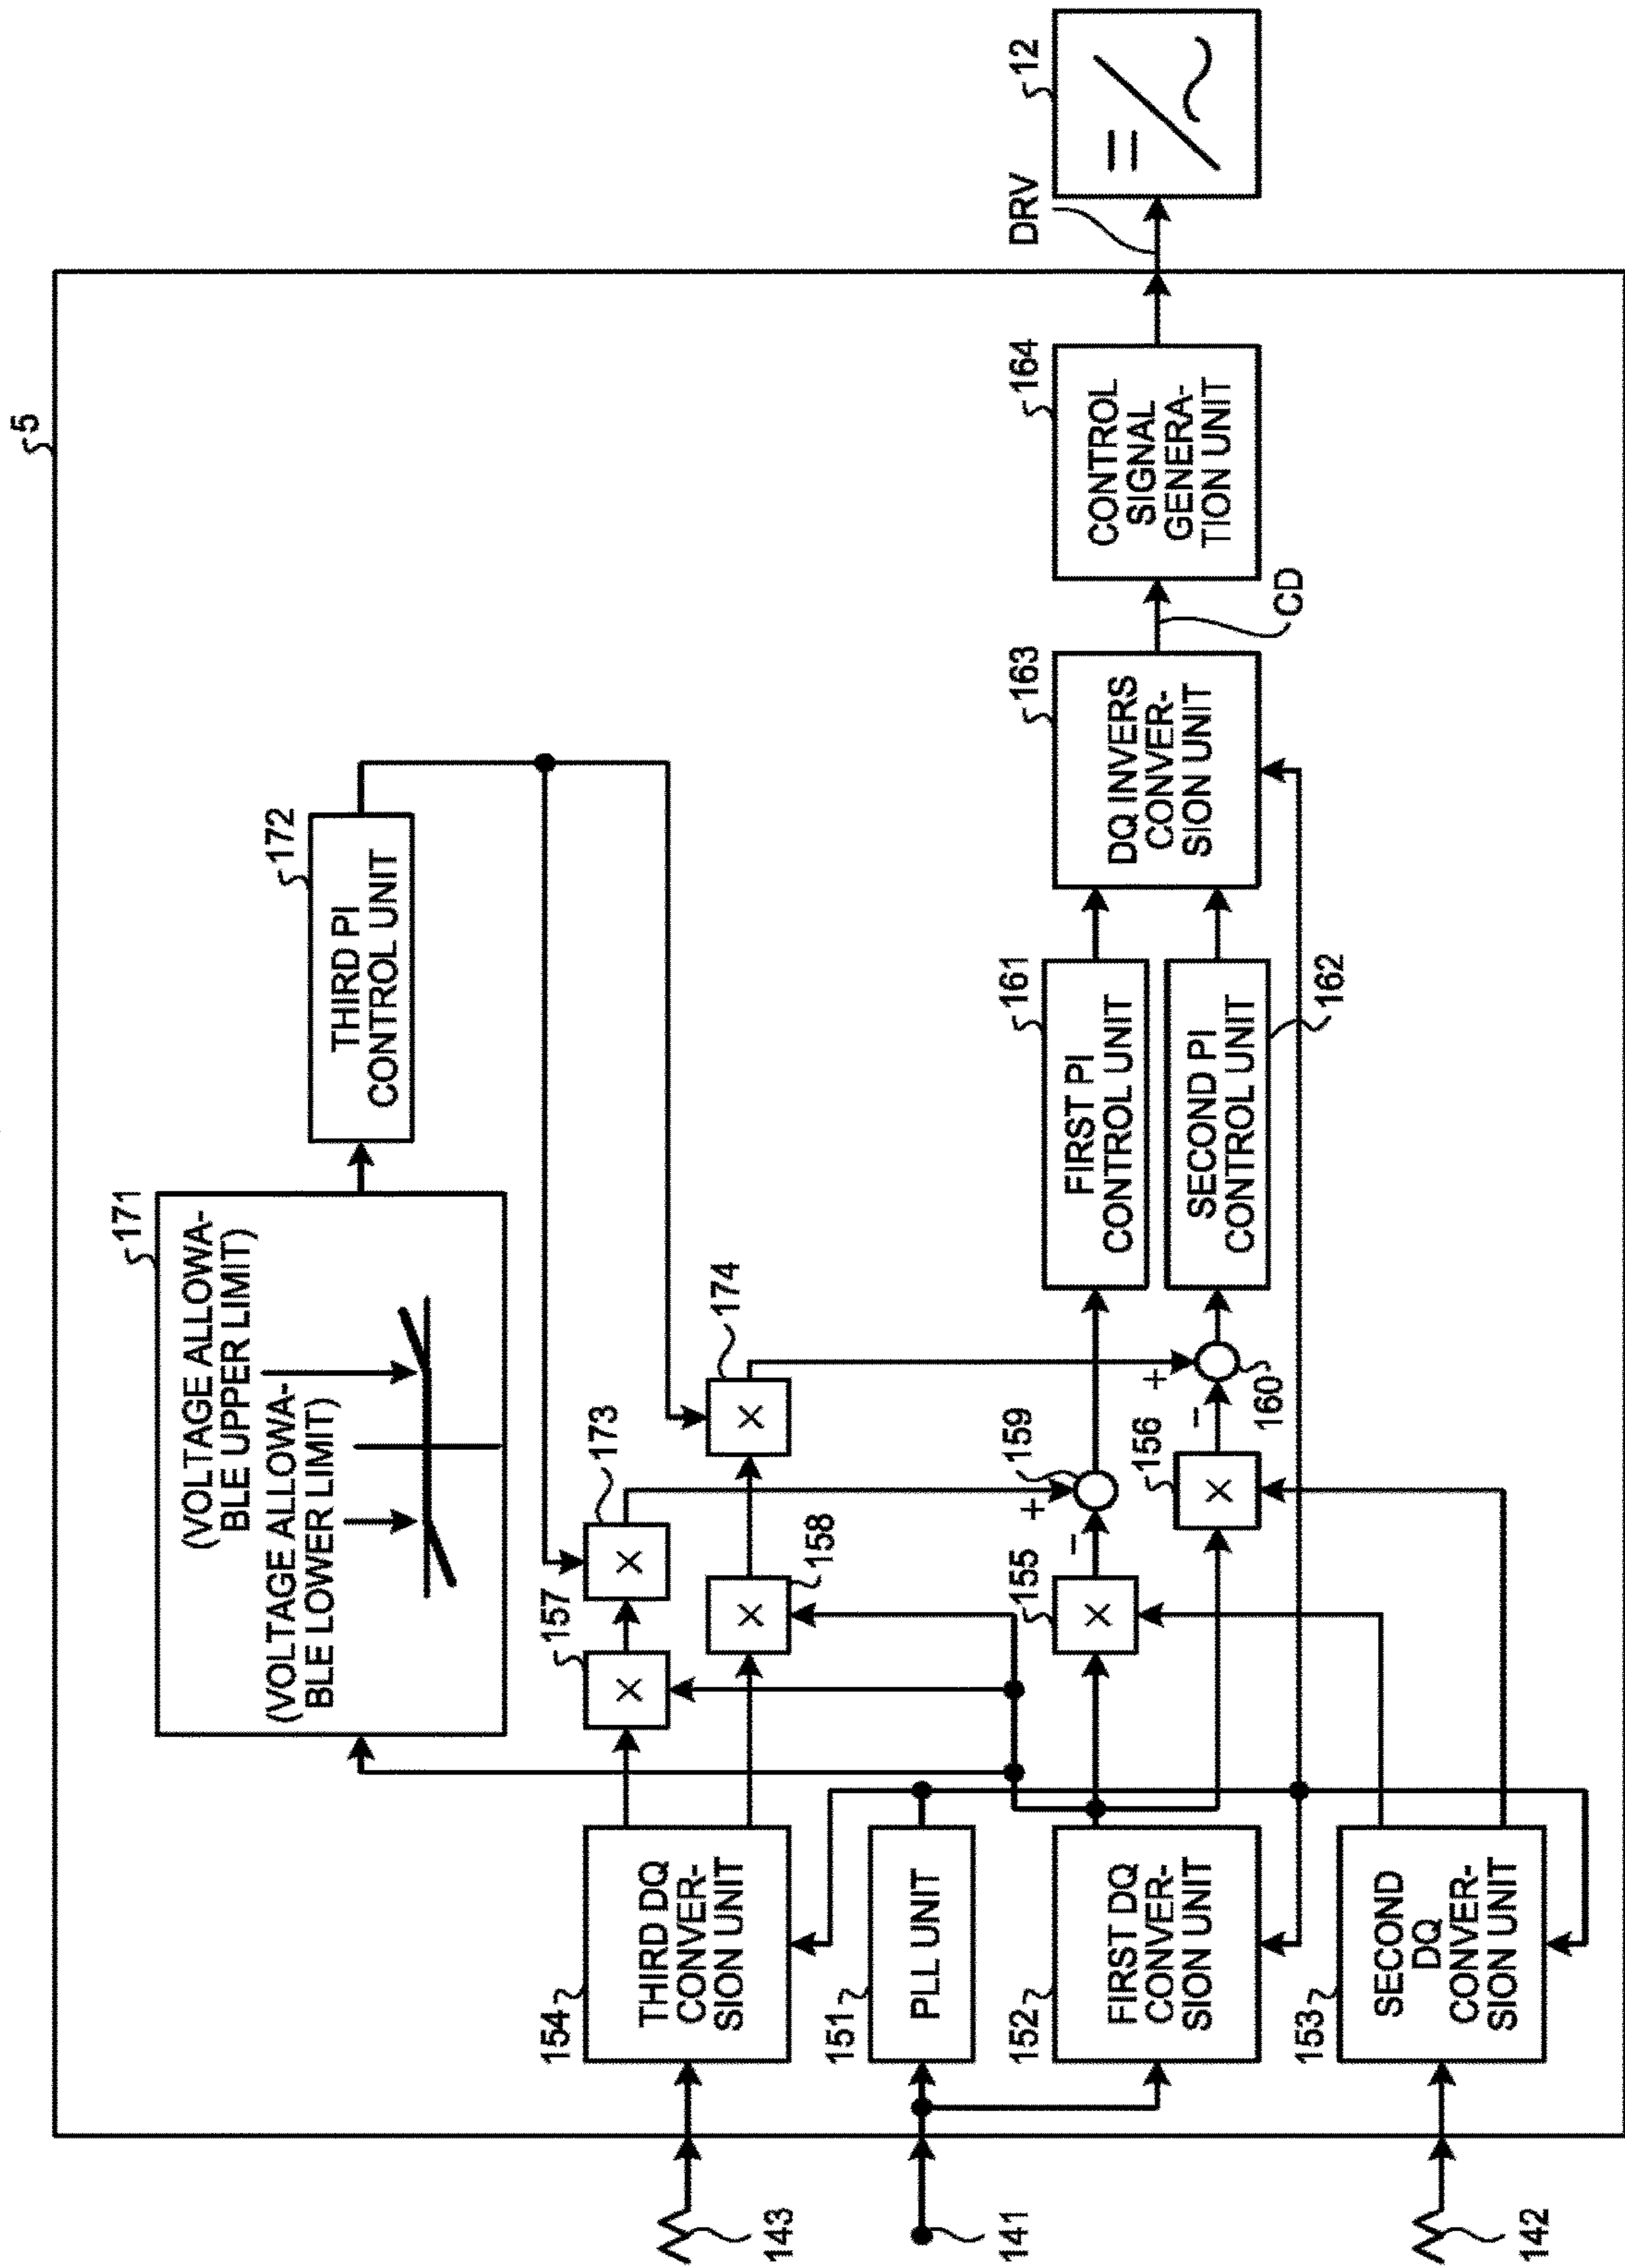 5
171
(VOLTAGE ALLOWA-
BLE UPPER LIMIT)
(VOLTAGE ALLOWA-
BLE LOWER LIMIT)
172
THIRD PI
CONTROL UNIT
143
154
THIRD DQ
CONVER-
SION UNIT
157
×
173
×
158
×
174
×
141
151
PLL UNIT
152
FIRST DQ
CONVER-
SION UNIT
155
×
159
+
−
161
FIRST PI
CONTROL UNIT
156
×
160
+
−
SECOND PI
CONTROL UNIT
162
163
DQ INVERS
CONVER-
SION UNIT
CD
164
CONTROL
SIGNAL
GENERA-
TION UNIT
DRV
12
142
153
SECOND
DQ
CONVER-
SION UNIT